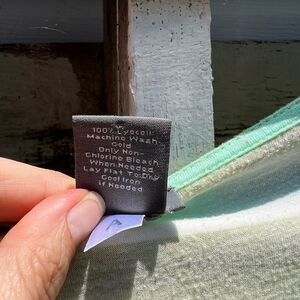 100% Lyocell
Machine Wash
Cold
Only Non-
Chlorine Bleach
When Needed
Lay Flat To Dry
Cool Iron
if Needed